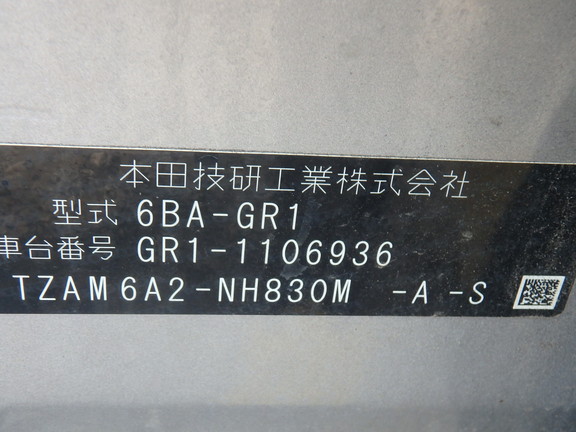 本田技研工業株式会社
型式 6BA-GR1
車台番号 GR1-1106936
TZAM6A2-NH830M -A -S